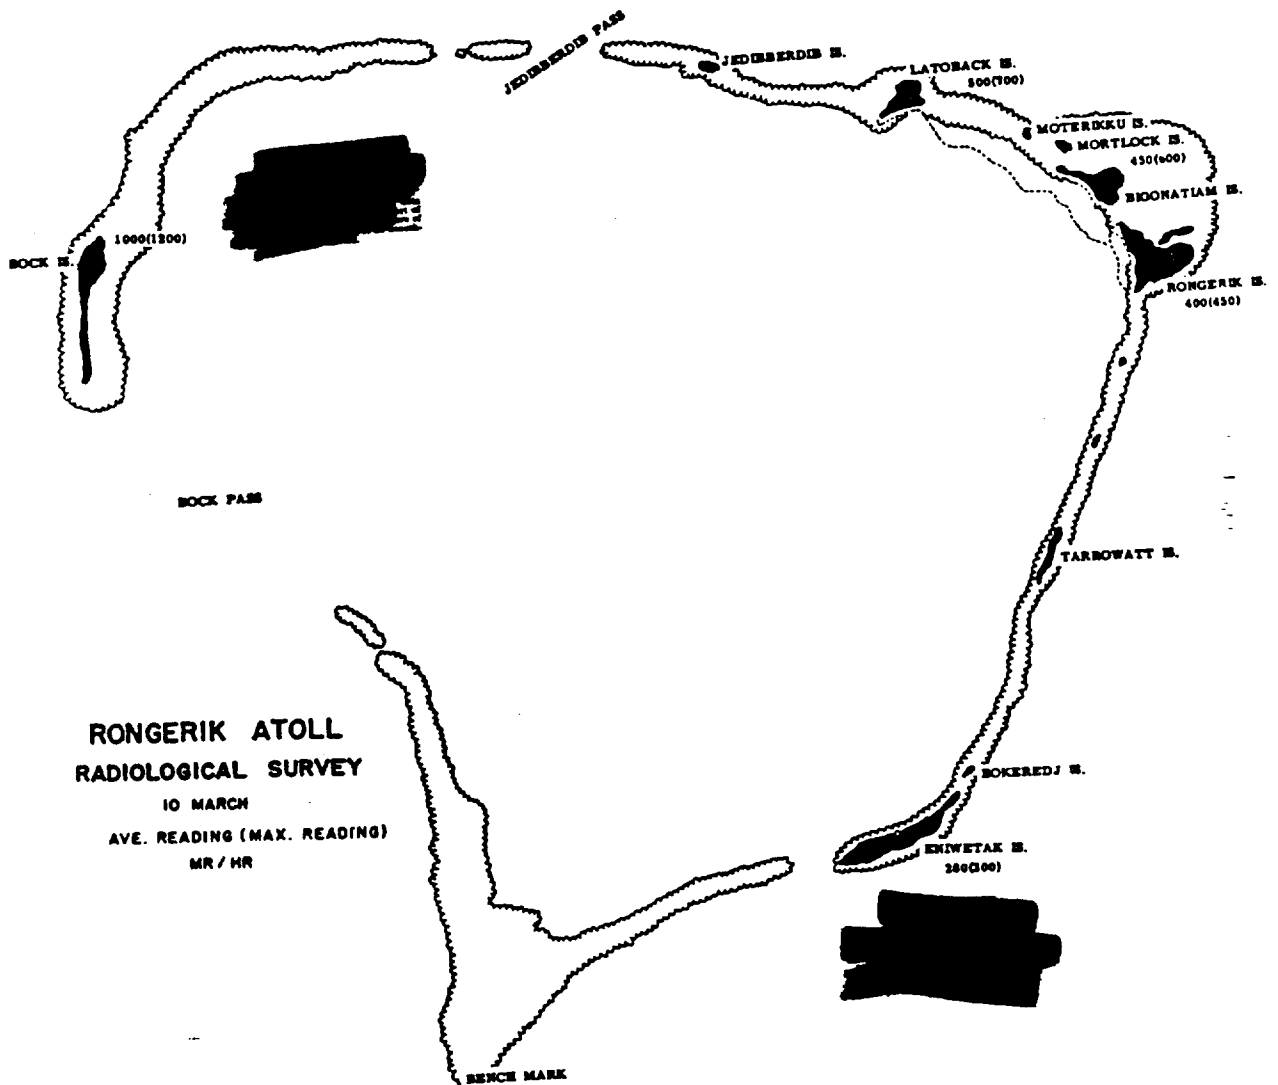 JEDIBBERDIB PASS
JEDIBBERDIB IS.
LATOBACK IS.
500(700)
MOTERIKKU IS.
MORTLOCK IS.
450(600)
BIGONATIAM IS.
1000(1200)
BOCK IS.
RONGERIK IS.
400(450)
BOCK PASS
TARROWATT IS.
RONGERIK ATOLL
RADIOLOGICAL SURVEY
10 MARCH
AVE. READING (MAX. READING)
MR / HR
BOKEREDJ IS.
ENIWETAK IS.
280(300)
BENCH MARK